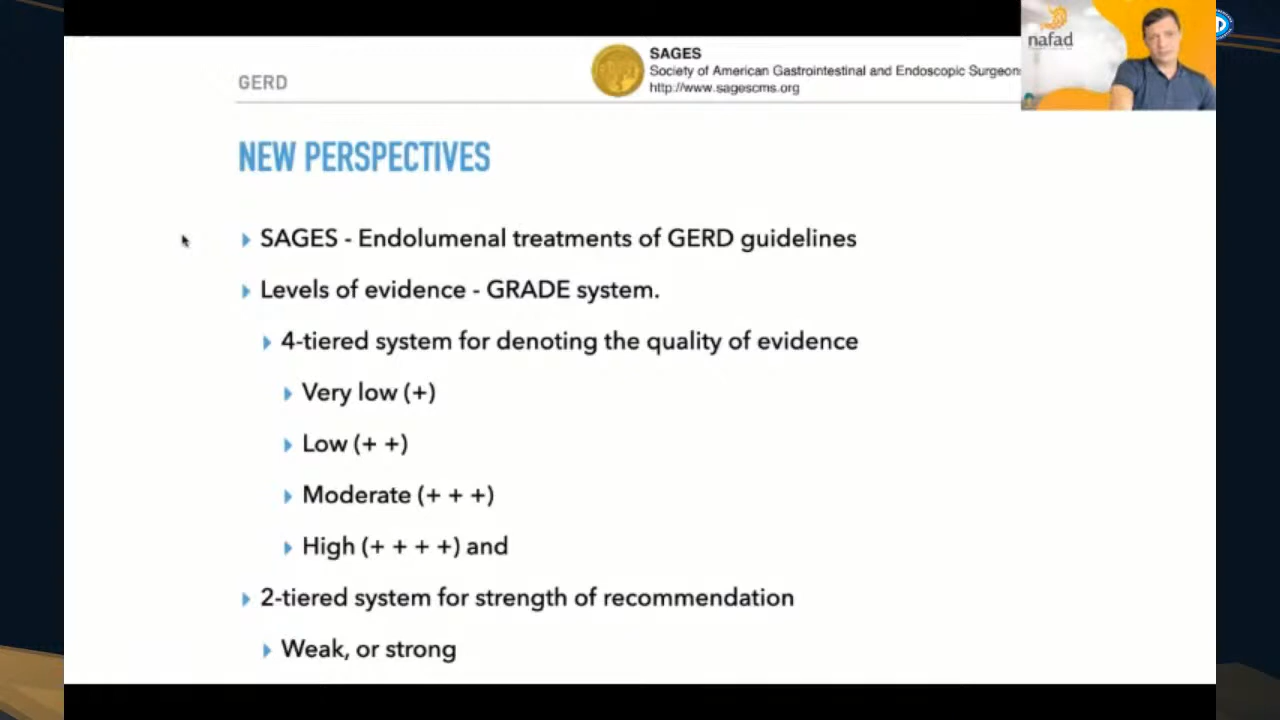 SAGES
Society of American Gastrointestinal and Endoscopic Surgeon
http://www.sagescms.org
GERD
nafad
NEW PERSPECTIVES
SAGES - Endolumenal treatments of GERD guidelines
Levels of evidence - GRADE system.
4-tiered system for denoting the quality of evidence
Very low (+)
Low (+ +)
Moderate (+ + +)
High (+ + + +) and
2-tiered system for strength of recommendation
Weak, or strong